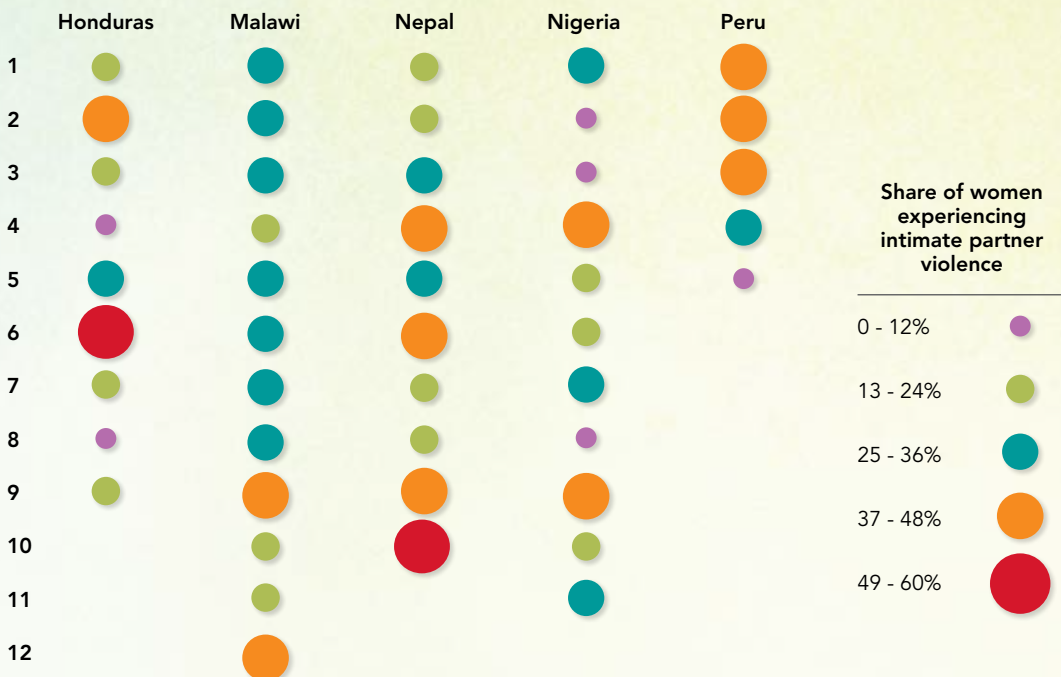 Honduras Malawi Nepal Nigeria Peru
1
2
3
4
5
6
7
8
9
10
11
12
Share of women
experiencing
intimate partner
violence
0 - 12%
13 - 24%
25 - 36%
37 - 48%
49 - 60%